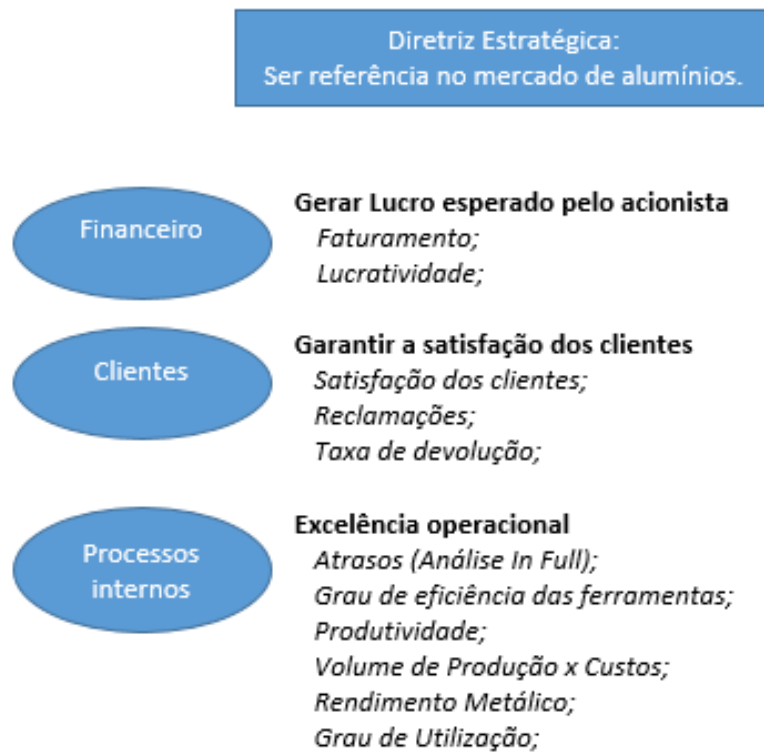 Diretriz Estratégica:
Ser referência no mercado de alumínios.
Financeiro
Gerar Lucro esperado pelo acionista
Faturamento;
Lucratividade;
Clientes
Garantir a satisfação dos clientes
Satisfação dos clientes;
Reclamações;
Taxa de devolução;
Processos
internos
Excelência operacional
Atrasos (Análise In Full);
Grau de eficiência das ferramentas;
Produtividade;
Volume de Produção x Custos;
Rendimento Metálico;
Grau de Utilização;